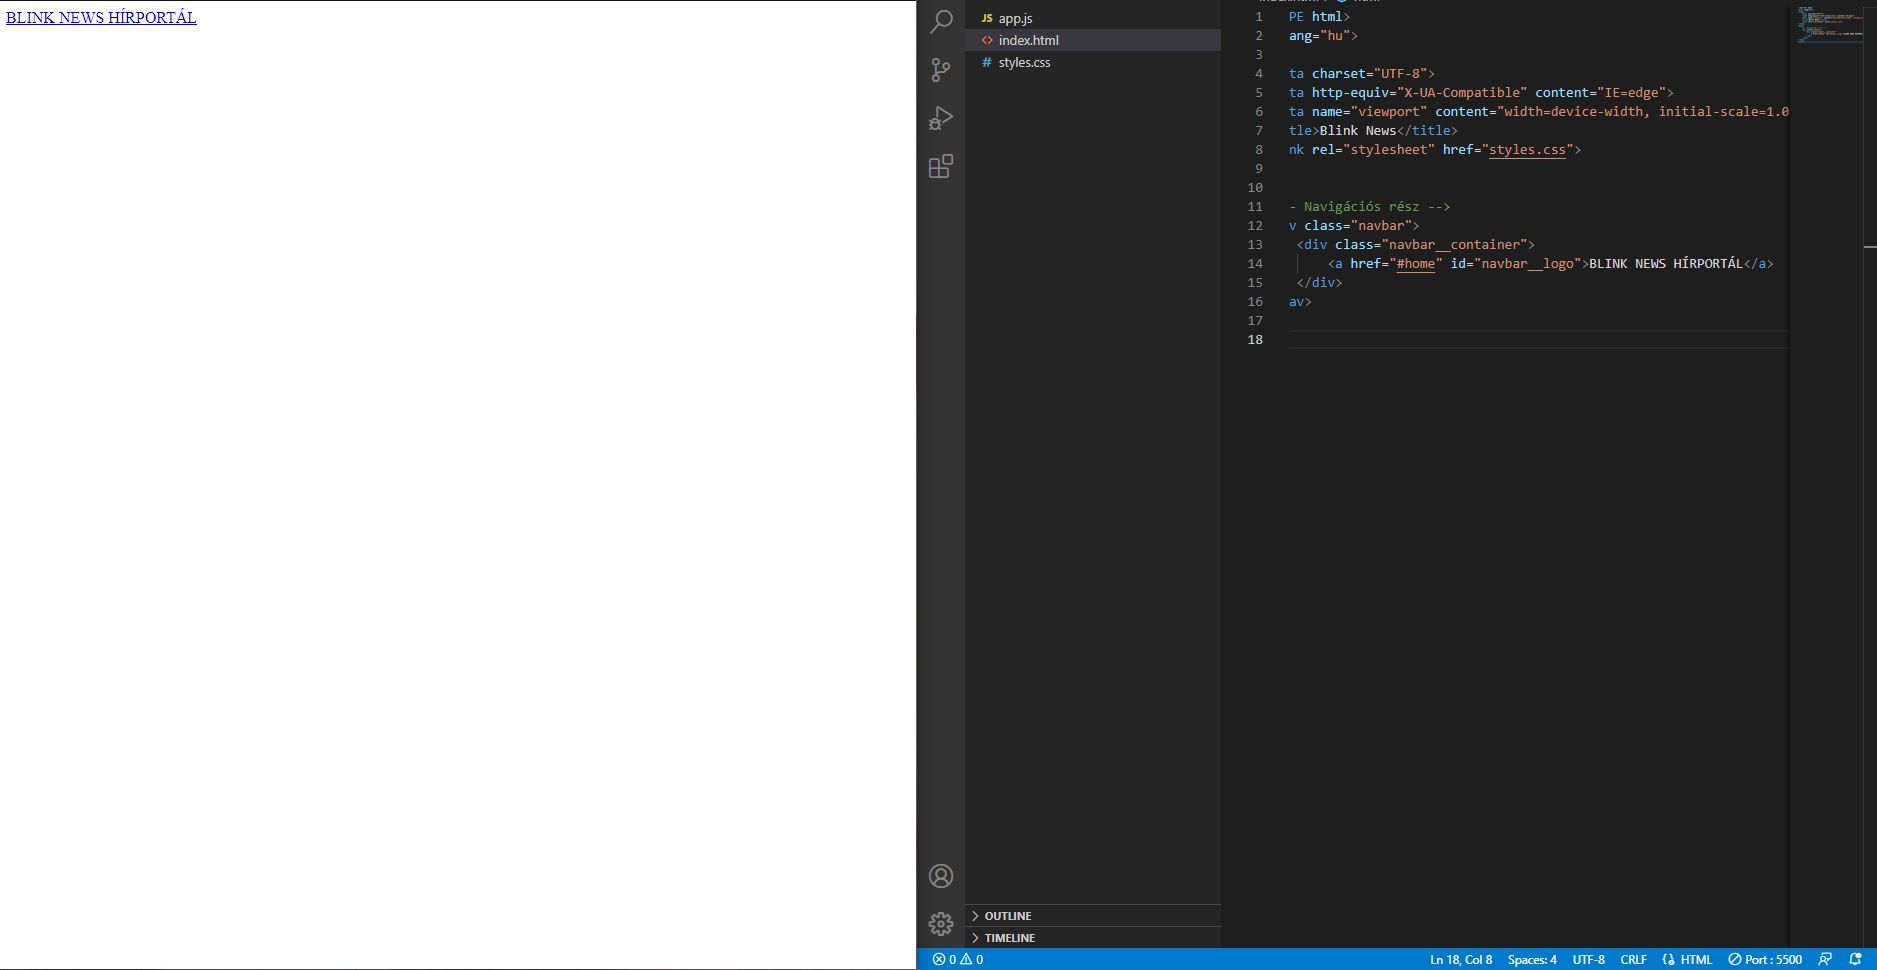 BLINK NEWS HÍRPORTÁL
app.js
index.html
styles.css
OUTLINE
TIMELINE
1 PE html>
2 ang="hu">
3
4 ta charset="UTF-8">
5 ta http-equiv="X-UA-Compatible" content="IE=edge">
6 ta name="viewport" content="width=device-width, initial-scale=1.0
7 tle>Blink News</title>
8 nk rel="stylesheet" href="styles.css">
9
10
11 - Navigációs rész -->
12 v class="navbar">
13 <div class="navbar__container">
14 <a href="#home" id="navbar__logo">BLINK NEWS HÍRPORTÁL</a>
15 </div>
16 av>
17
18
0 0 Ln 18, Col 8 Spaces: 4 UTF-8 CRLF HTML Port : 5500